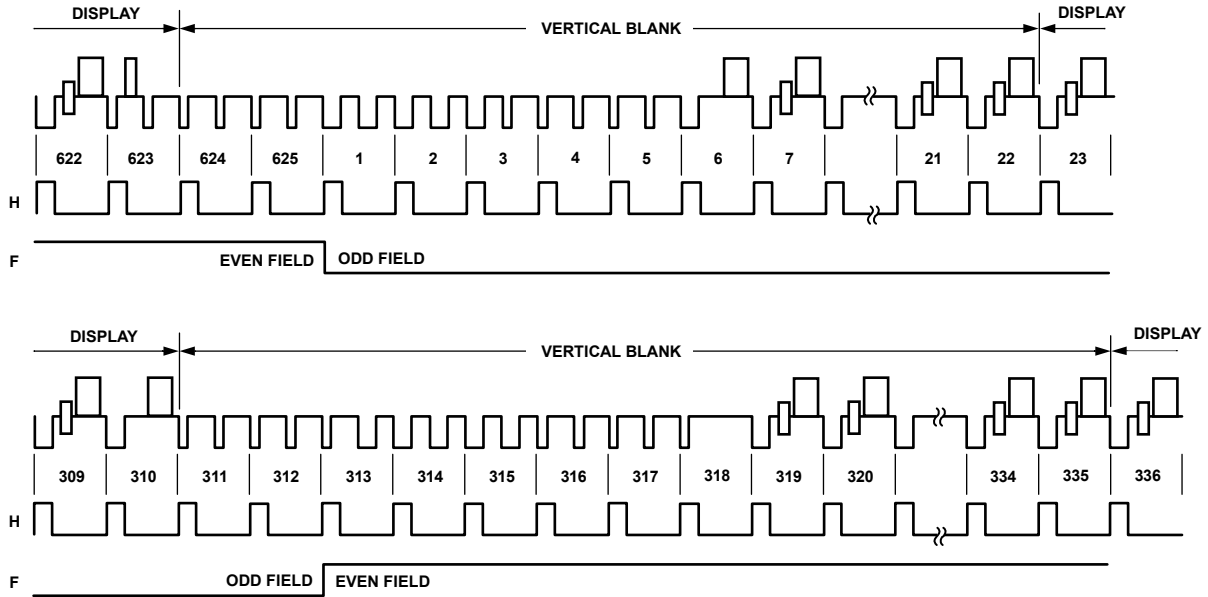 DISPLAY VERTICAL BLANK DISPLAY
622 623 624 625 1 2 3 4 5 6 7 21 22 23
H
F EVEN FIELD ODD FIELD
DISPLAY VERTICAL BLANK DISPLAY
309 310 311 312 313 314 315 316 317 318 319 320 334 335 336
H
F ODD FIELD EVEN FIELD